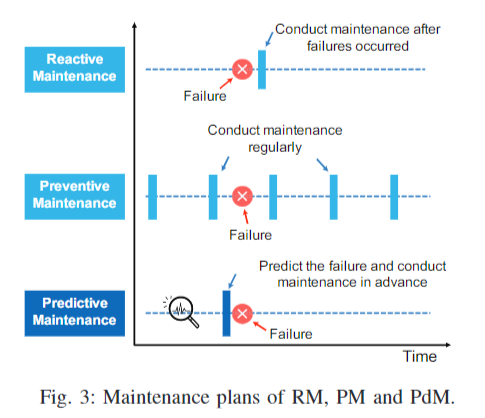 Conduct maintenance after
failures occurred
Reactive
Maintenance
Failure
Conduct maintenance
regularly
Preventive
Maintenance
Failure
Predict the failure and conduct
maintenance in advance
Predictive
Maintenance
Failure
Time
Fig. 3: Maintenance plans of RM, PM and PdM.